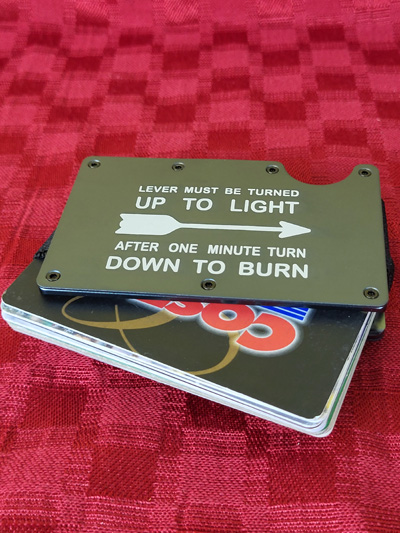 LEVER MUST BE TURNED
UP TO LIGHT
AFTER ONE MINUTE TURN
DOWN TO BURN